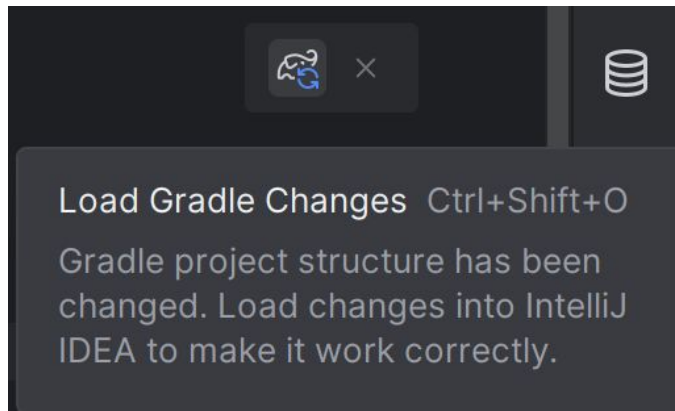 Load Gradle Changes Ctrl+Shift+O
Gradle project structure has been
changed. Load changes into IntelliJ
IDEA to make it work correctly.